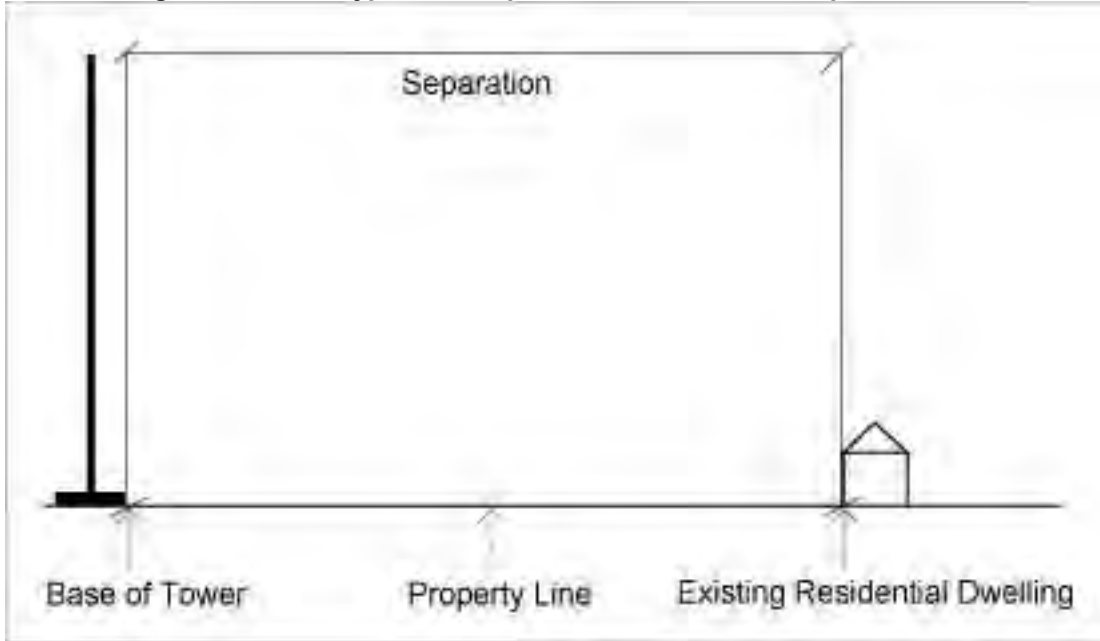 Separation
Base of Tower
Property Line
Existing Residential Dwelling